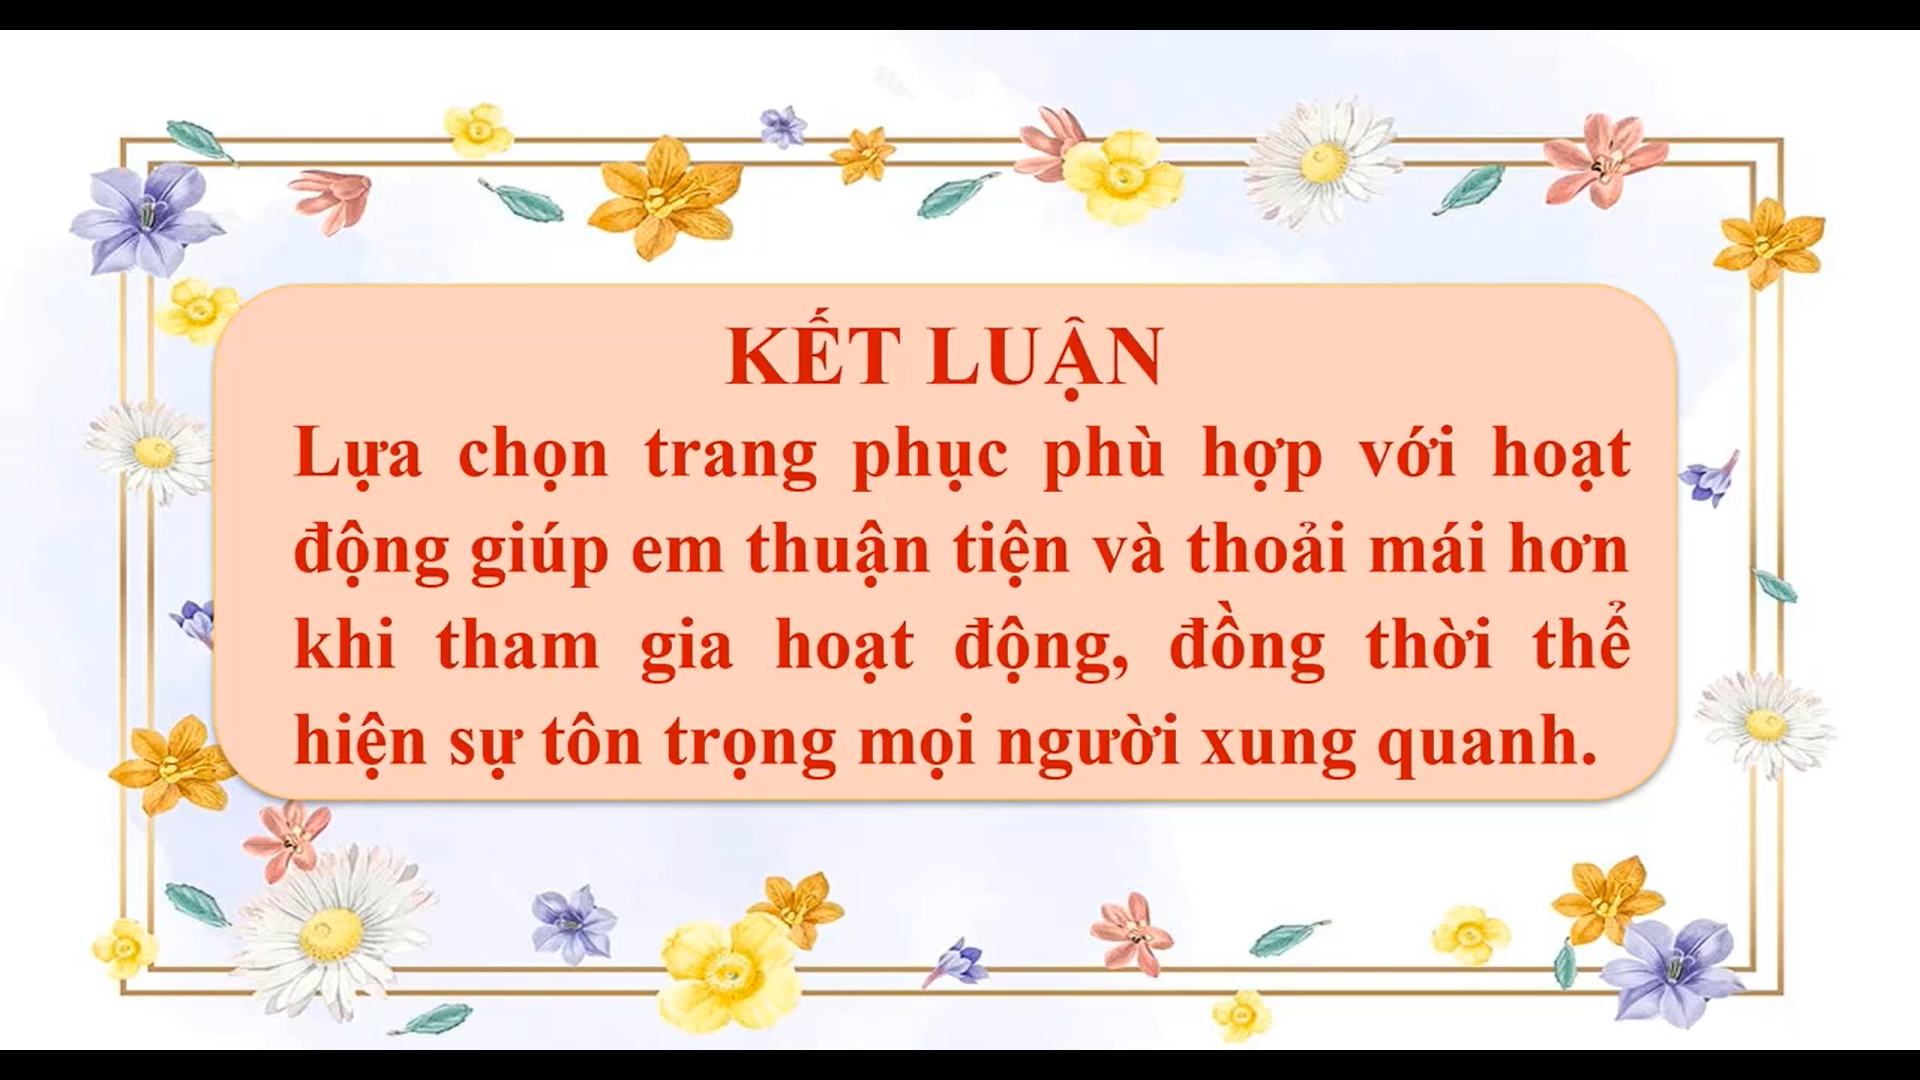 KẾT LUẬN
Lựa chọn trang phục phù hợp với hoạt
động giúp em thuận tiện và thoải mái hơn
khi tham gia hoạt động, đồng thời thể
hiện sự tôn trọng mọi người xung quanh.